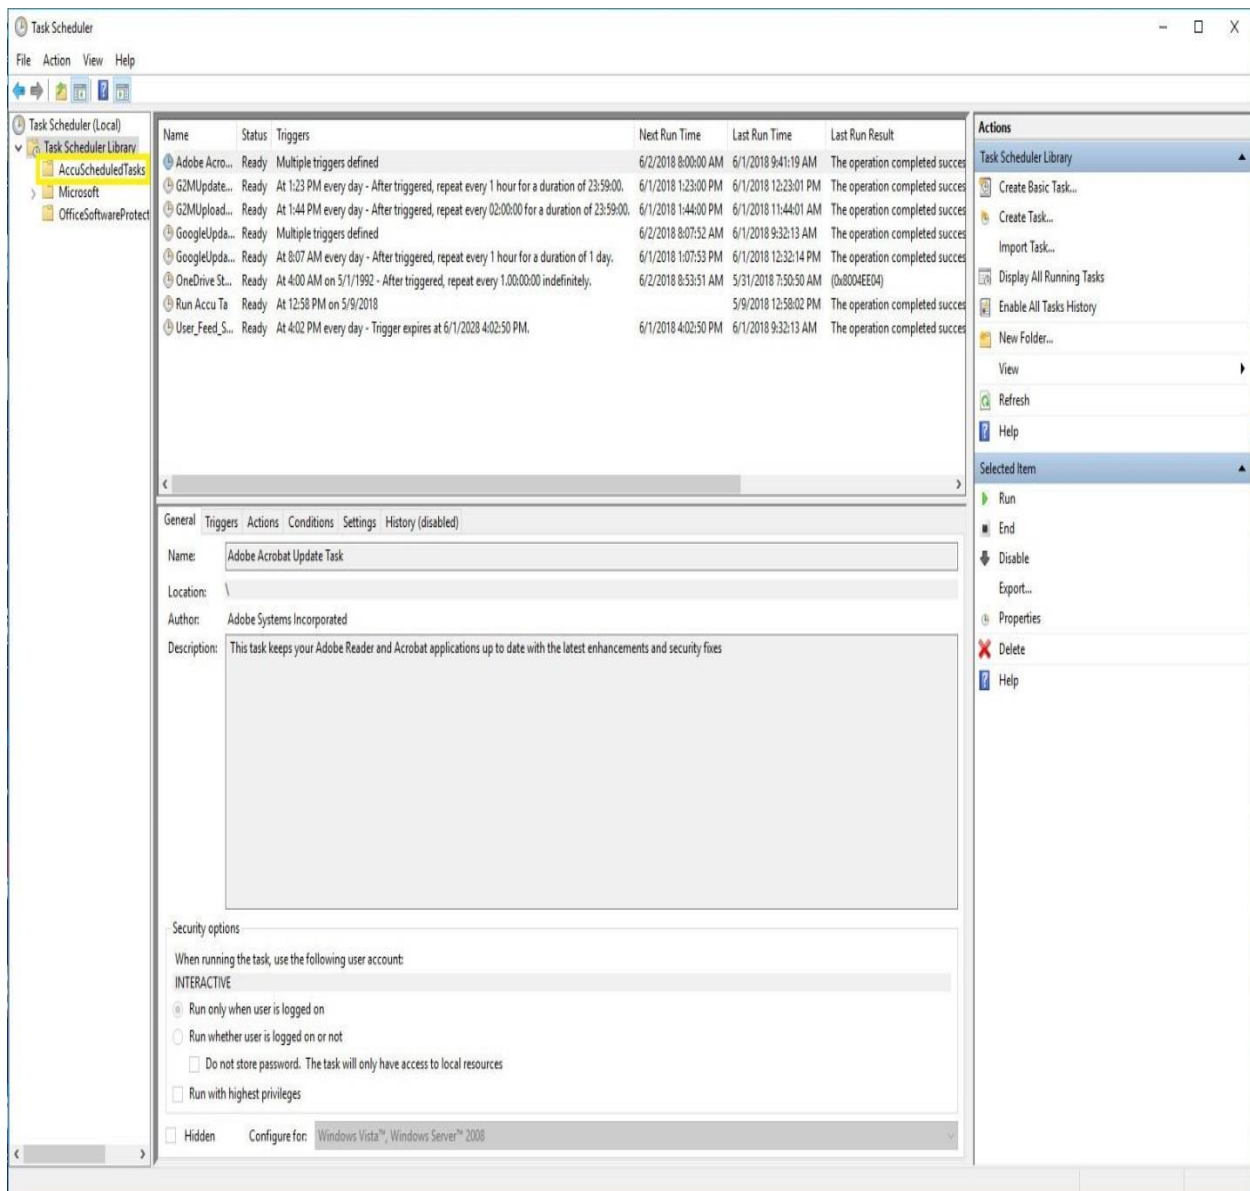 Task Scheduler
File Action View Help
Task Scheduler (Local)
Task Scheduler Library
AccuScheduledTasks
Microsoft
OfficeSoftwareProtect
Name Status Triggers Next Run Time Last Run Time Last Run Result
Adobe Acro... Ready Multiple triggers defined 6/2/2018 8:00:00 AM 6/1/2018 9:41:19 AM The operation completed succes
G2MUpdate... Ready At 1:23 PM every day - After triggered, repeat every 1 hour for a duration of 23:59:00. 6/1/2018 1:23:00 PM 6/1/2018 12:23:01 PM The operation completed succes
G2MUpload... Ready At 1:44 PM every day - After triggered, repeat every 02:00:00 for a duration of 23:59:00. 6/1/2018 1:44:00 PM 6/1/2018 11:44:01 AM The operation completed succes
GoogleUpda... Ready Multiple triggers defined 6/2/2018 8:07:52 AM 6/1/2018 9:32:13 AM The operation completed succes
GoogleUpda... Ready At 8:07 AM every day - After triggered, repeat every 1 hour for a duration of 1 day. 6/1/2018 1:07:53 PM 6/1/2018 12:32:14 PM The operation completed succes
OneDrive St... Ready At 4:00 AM on 5/1/1992 - After triggered, repeat every 1.00:00:00 indefinitely. 6/2/2018 8:53:51 AM 5/31/2018 7:50:50 AM (0x8004EE04)
Run Accu Ta Ready At 12:58 PM on 5/9/2018 5/9/2018 12:58:02 PM The operation completed succes
User_Feed_S... Ready At 4:02 PM every day - Trigger expires at 6/1/2028 4:02:50 PM. 6/1/2018 4:02:50 PM 6/1/2018 9:32:13 AM The operation completed succes
General Triggers Actions Conditions Settings History (disabled)
Name: Adobe Acrobat Update Task
Location: \
Author: Adobe Systems Incorporated
Description: This task keeps your Adobe Reader and Acrobat applications up to date with the latest enhancements and security fixes
Security options
When running the task, use the following user account:
INTERACTIVE
Run only when user is logged on
Run whether user is logged on or not
Do not store password. The task will only have access to local resources
Run with highest privileges
Hidden Configure for: Windows Vista™, Windows Server™ 2008
Actions
Task Scheduler Library
Create Basic Task...
Create Task...
Import Task...
Display All Running Tasks
Enable All Tasks History
New Folder...
View
Refresh
Help
Selected Item
Run
End
Disable
Export...
Properties
Delete
Help